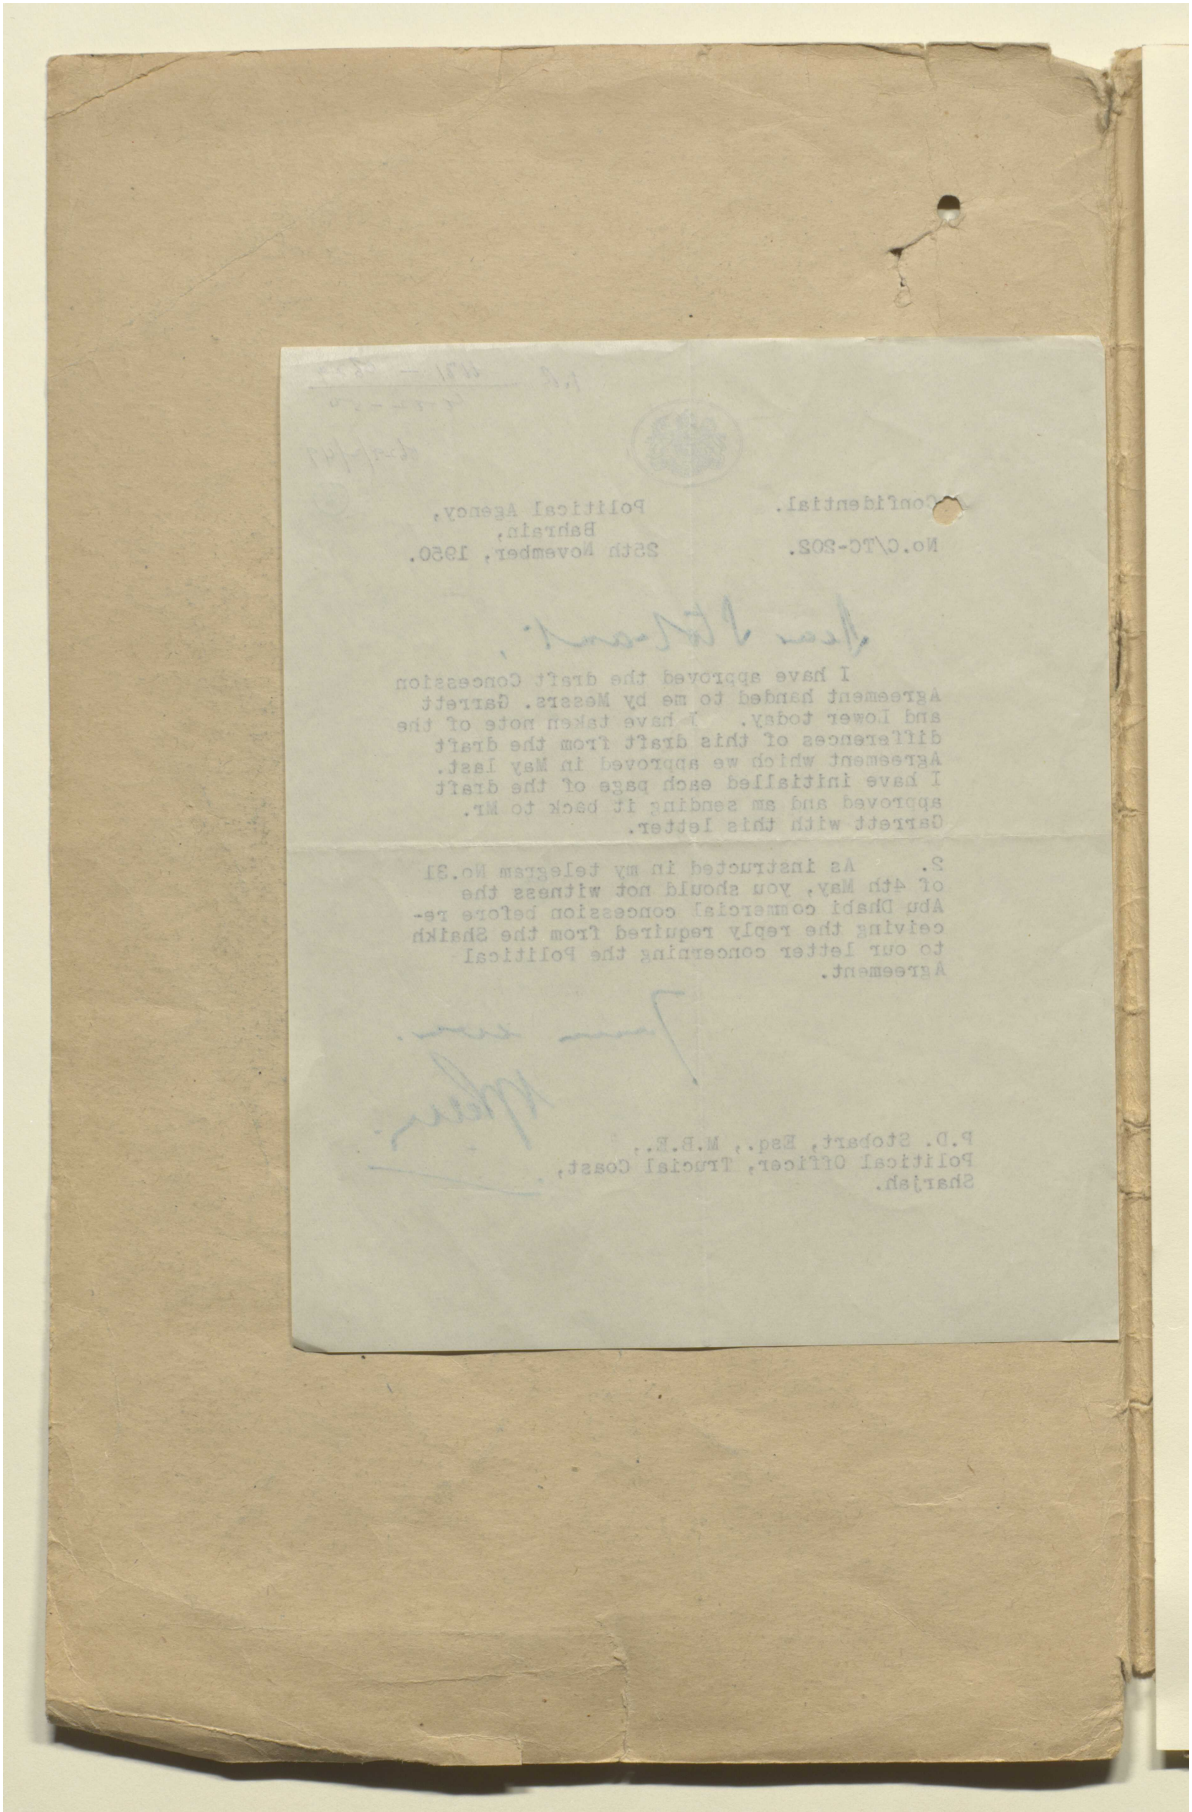 Confidential.
Political Agency,
Bahrain,
No.C/TC-202.
25th November, 1950.
Dear Stobart,
I have approved the draft Concession
Agreement handed to me by Messrs. Garrett
and Lower today. I have taken note of the
differences of this draft from the draft
Agreement which we approved in May last.
I have initialled each page of the draft
approved and am sending it back to Mr.
Garrett with this letter.
2. As instructed in my telegram No.31
of 4th May, you should not witness the
Abu Dhabi commercial concession before re-
ceiving the reply required from the Shaikh
to our letter concerning the Political
Agreement.
Yours ever.
P.D. Stobart, Esq., M.B.E.,
Political Officer, Trucial Coast,
Sharjah.